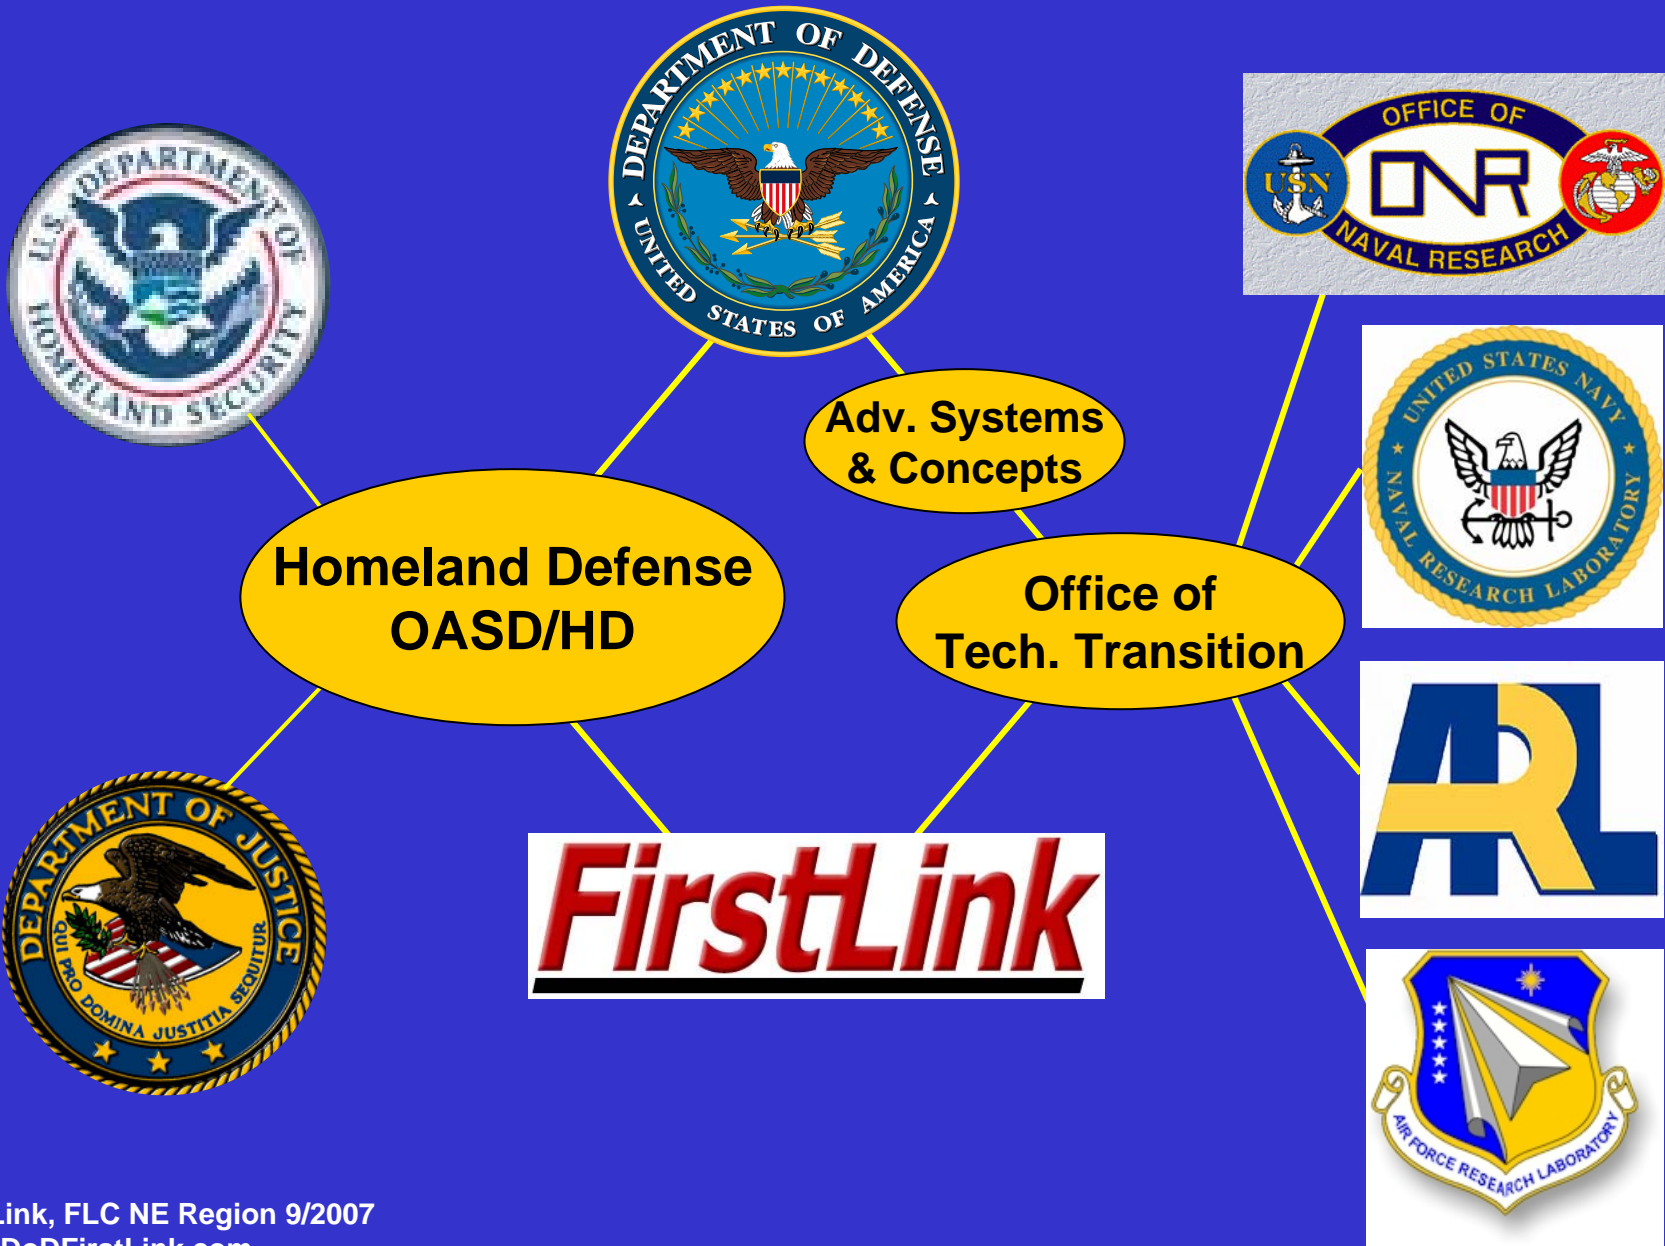 DEPARTMENT OF DEFENSE
UNITED STATES OF AMERICA
U.S. DEPARTMENT OF
HOMELAND SECURITY
OFFICE OF
USN
ONR
NAVAL RESEARCH
UNITED STATES NAVY
NAVAL RESEARCH LABORATORY
Adv. Systems
& Concepts
Homeland Defense
OASD/HD
Office of
Tech. Transition
ARL
DEPARTMENT OF JUSTICE
QUI PRO DOMINA JUSTITIA SEQUITUR
FirstLink
AIR FORCE RESEARCH LABORATORY
Link, FLC NE Region 9/2007
DoDFirstLink.com